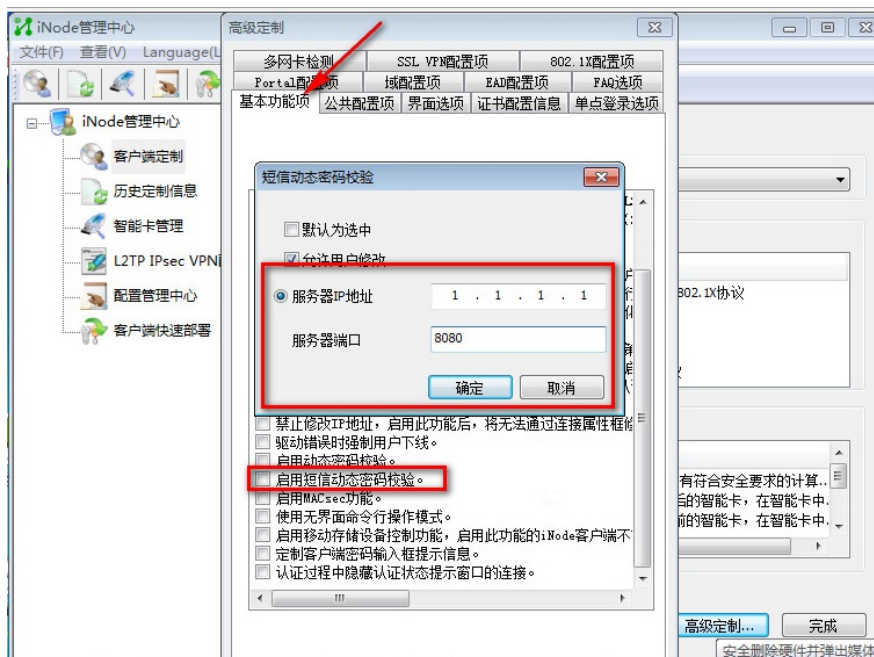 iNode管理中心
文件(F) 查看(V) Language(L
iNode管理中心
客户端定制
历史定制信息
智能卡管理
L2TP IPsec VPN
配置管理中心
客户端快速部署
高级定制
多网卡检测 SSL VPN配置项 802.1X配置项
Portal配置项 域配置项 EAD配置项 FAQ选项
基本功能项 公共配置项 界面选项 证书配置信息 单点登录选项
短信动态密码校验
默认为选中
允许用户修改
服务器IP地址 1 . 1 . 1 . 1
服务器端口 8080
确定 取消
禁止修改IP地址，启用此功能后，将无法通过连接属性框修
驱动错误时强制用户下线。
启用动态密码校验。
启用短信动态密码校验。
启用MACsec功能。
使用无界面命令行操作模式。
启用移动存储设备控制功能，启用此功能的iNode客户端不
定制客户端密码输入框提示信息。
认证过程中隐藏认证状态提示窗口的连接。
802.1X协议
有符合安全要求的计算..
后的智能卡，在智能卡中.
前的智能卡，在智能卡中.
高级定制... 完成
安全删除硬件并弹出媒体